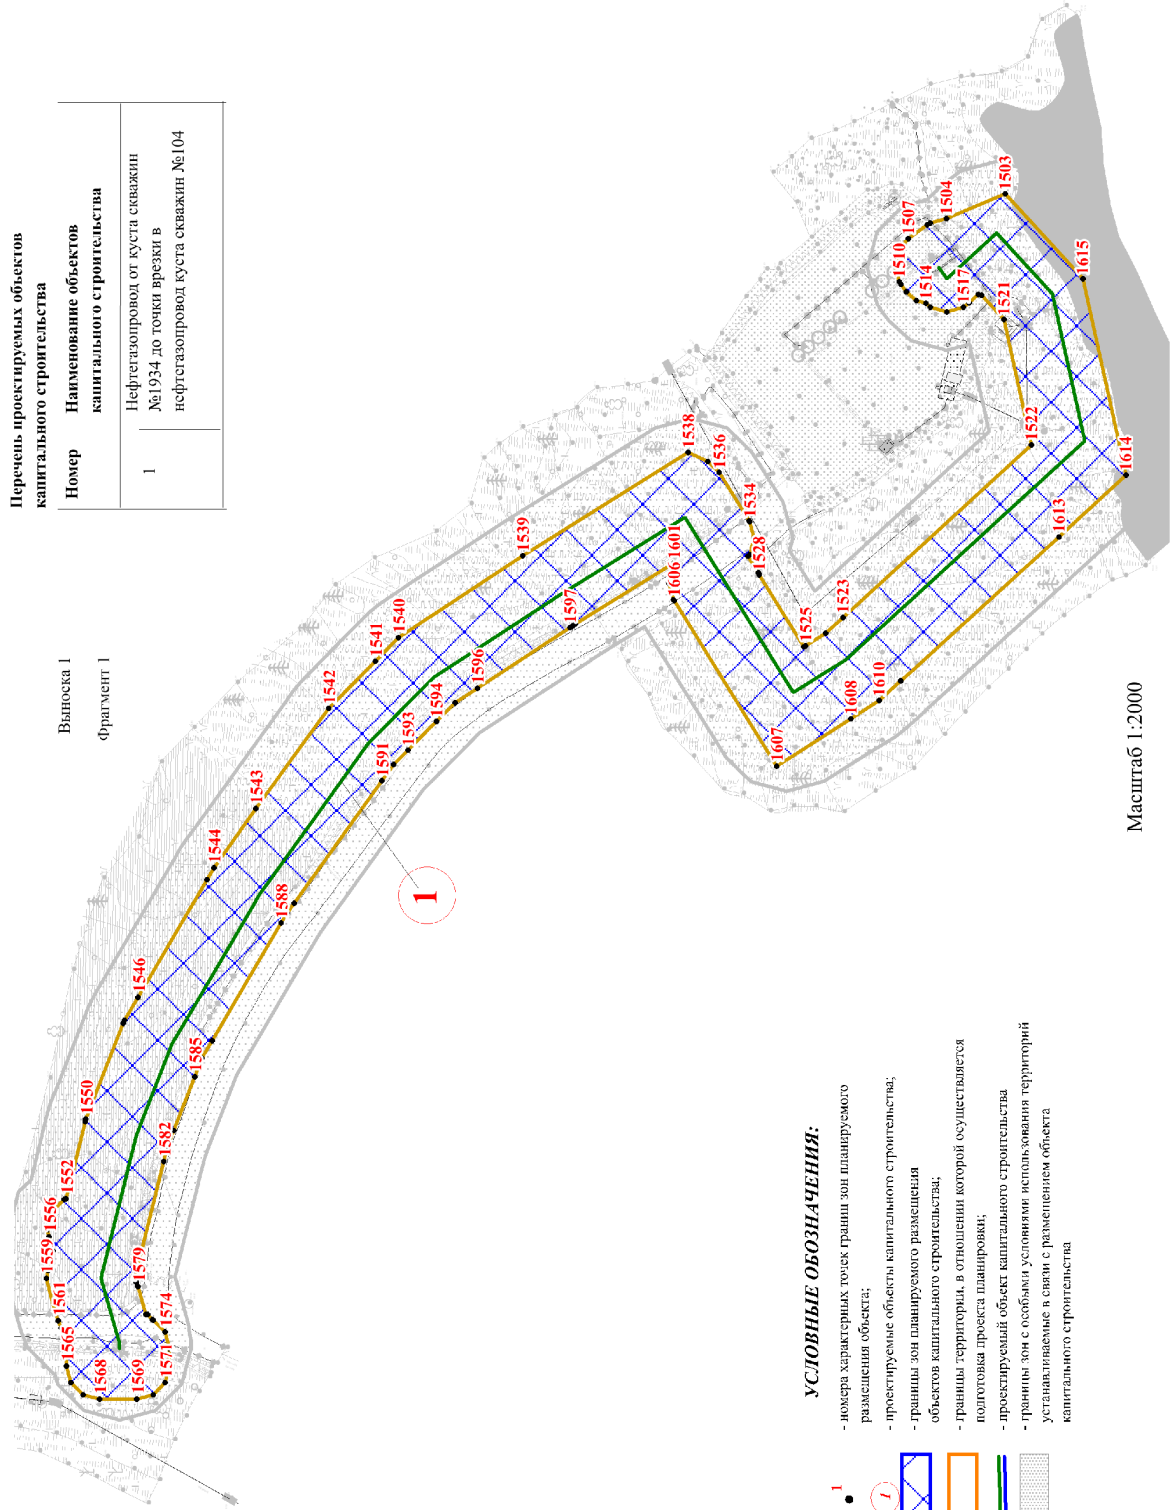 Перечень проектируемых объектов
капитального строительства
Номер Наименование объектов
капитального строительства
1 Нефтегазопровод от куста скважин
№1934 до точки врезки в
нефтегазопровод куста скважин №104
Выноска 1
Фрагмент 1
1503
1504
1507
1510
1514
1517
1521
1522
1523
1525
1528
1534
1536
1538
1539
1540
1541
1542
1543
1544
1546
1550
1552
1556
1559
1561
1565
1568
1569
1571
1574
1579
1582
1585
1588
1591
1593
1594
1596
1597
1601
1606
1607
1608
1610
1613
1614
1615
1
Масштаб 1:2000
УСЛОВНЫЕ ОБОЗНАЧЕНИЯ:
1 - номера характерных точек границ зон планируемого
размещения объекта;
1 - проектируемые объекты капитального строительства;
- границы зон планируемого размещения
объектов капитального строительства;
- границы территории, в отношении которой осуществляется
подготовка проекта планировки;
- проектируемый объект капитального строительства
- границы зон с особыми условиями использования территорий
устанавливаемые в связи с размещением объекта
капитального строительства